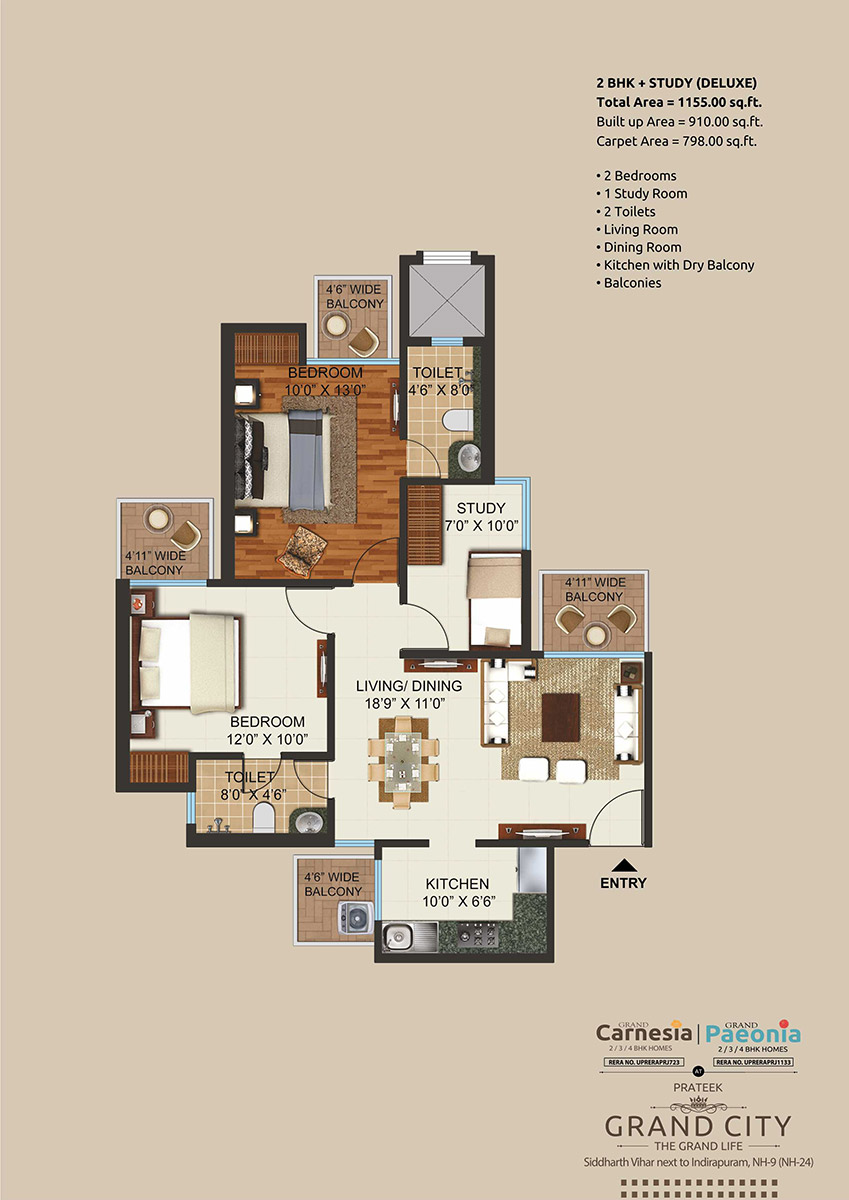 2 BHK + STUDY (DELUXE)
Total Area = 1155.00 sq.ft.
Built up Area = 910.00 sq.ft.
Carpet Area = 798.00 sq.ft.
• 2 Bedrooms
• 1 Study Room
• 2 Toilets
• Living Room
• Dining Room
• Kitchen with Dry Balcony
• Balconies
4'6" WIDE
BALCONY
BEDROOM
10'0" X 13'0"
TOILET
4'6" X 8'0"
STUDY
7'0" X 10'0"
4'11" WIDE
BALCONY
4'11" WIDE
BALCONY
LIVING/ DINING
18'9" X 11'0"
BEDROOM
12'0" X 10'0"
TOILET
8'0" X 4'6"
4'6" WIDE
BALCONY
KITCHEN
10'0" X 6'6"
ENTRY
GRAND
Carnesia
2 / 3 / 4 BHK HOMES
RERA NO. UPRERAPRJ723
GRAND
Paeonia
2 / 3 / 4 BHK HOMES
RERA NO. UPRERAPRJ1133
AT
PRATEEK
GRAND CITY
THE GRAND LIFE
Siddharth Vihar next to Indirapuram, NH-9 (NH-24)